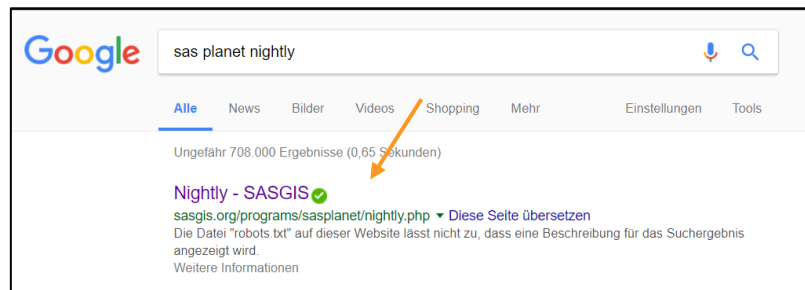 Google
sas planet nightly
Alle News Bilder Videos Shopping Mehr Einstellungen Tools
Ungefähr 708.000 Ergebnisse (0,65 Sekunden)
Nightly - SASGIS
sasgis.org/programs/sasplanet/nightly.php ▼ Diese Seite übersetzen
Die Datei "robots.txt" auf dieser Website lässt nicht zu, dass eine Beschreibung für das Suchergebnis
angezeigt wird.
Weitere Informationen